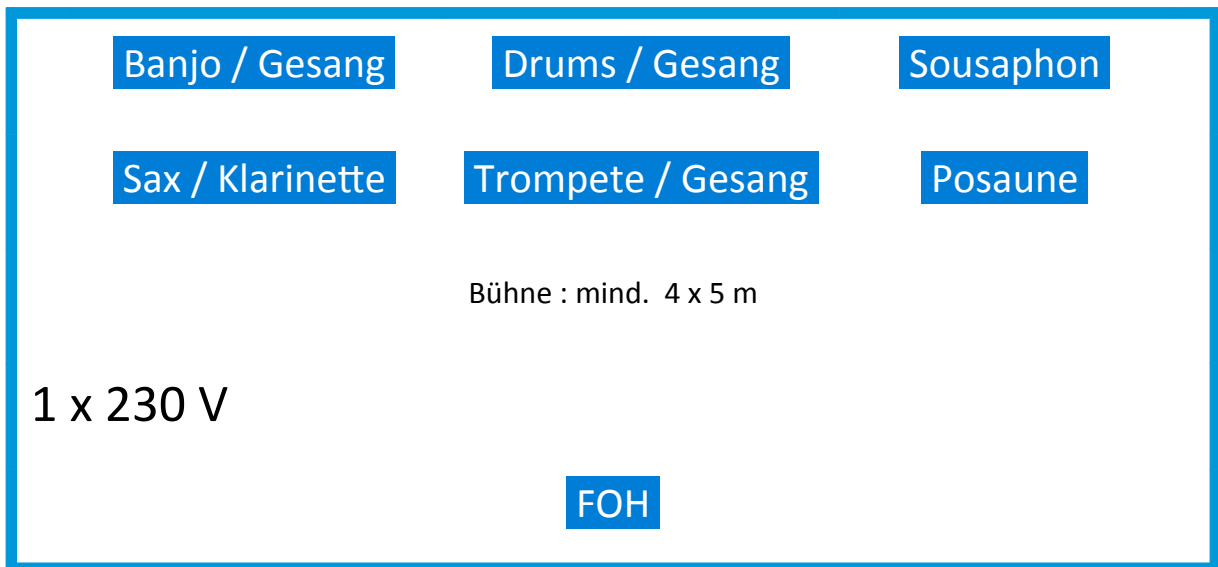 Banjo / Gesang Drums / Gesang Sousaphon
Sax / Klarinette Trompete / Gesang Posaune
Bühne : mind.  4 x 5 m
1 x 230 V
FOH